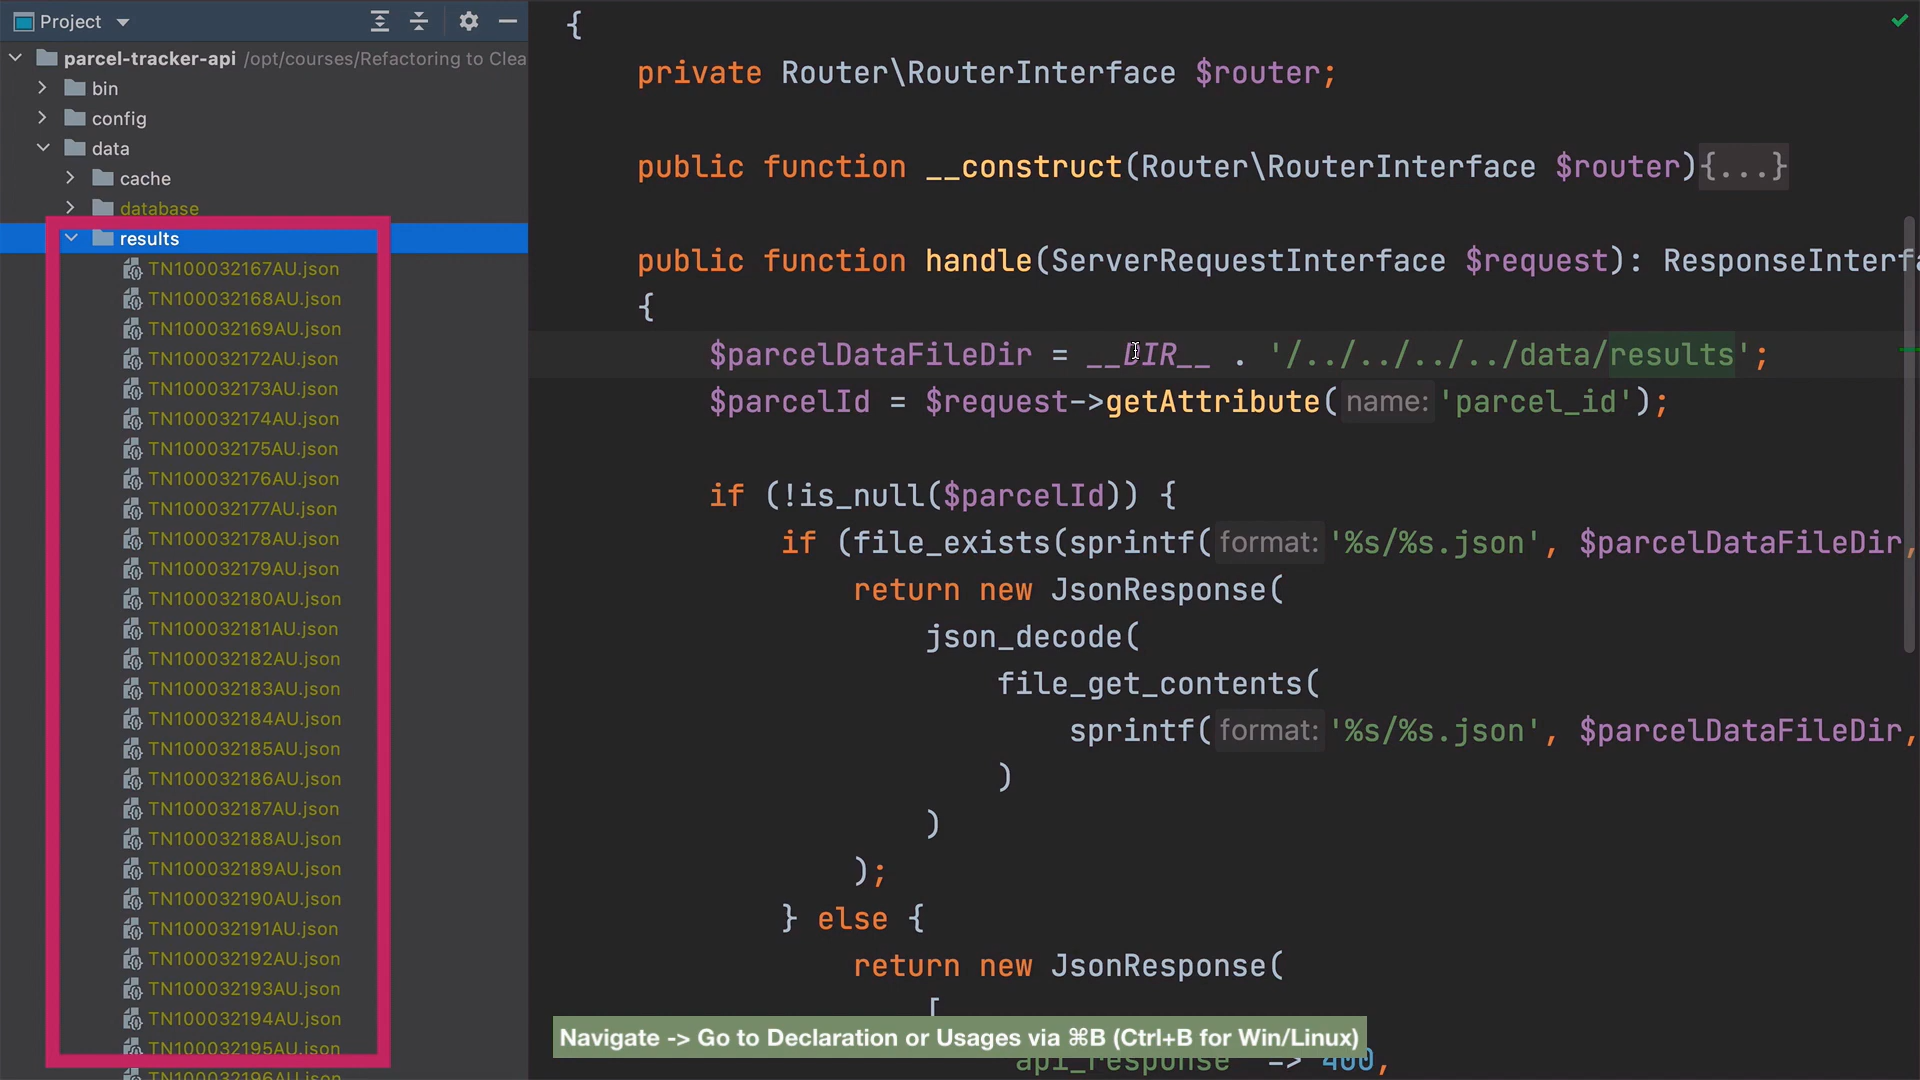 Project
parcel-tracker-api /opt/courses/Refactoring to Clea
bin
config
data
cache
database
results
TN100032167AU.json
TN100032168AU.json
TN100032169AU.json
TN100032172AU.json
TN100032173AU.json
TN100032174AU.json
TN100032175AU.json
TN100032176AU.json
TN100032177AU.json
TN100032178AU.json
TN100032179AU.json
TN100032180AU.json
TN100032181AU.json
TN100032182AU.json
TN100032183AU.json
TN100032184AU.json
TN100032185AU.json
TN100032186AU.json
TN100032187AU.json
TN100032188AU.json
TN100032189AU.json
TN100032190AU.json
TN100032191AU.json
TN100032192AU.json
TN100032193AU.json
TN100032194AU.json
TN100032195AU.json
TN100032196AU.json
{
private Router\RouterInterface $router;
public function __construct(Router\RouterInterface $router){...}
public function handle(ServerRequestInterface $request): ResponseInterfa
{
$parcelDataFileDir = __DIR__ . '/../../../../data/results';
$parcelId = $request->getAttribute( name: 'parcel_id');
if (!is_null($parcelId)) {
if (file_exists(sprintf( format: '%s/%s.json', $parcelDataFileDir,
return new JsonResponse(
json_decode(
file_get_contents(
sprintf( format: '%s/%s.json', $parcelDataFileDir,
)
)
);
} else {
return new JsonResponse(
[
Navigate -> Go to Declaration or Usages via ⌘B (Ctrl+B for Win/Linux)
api_response => 400,